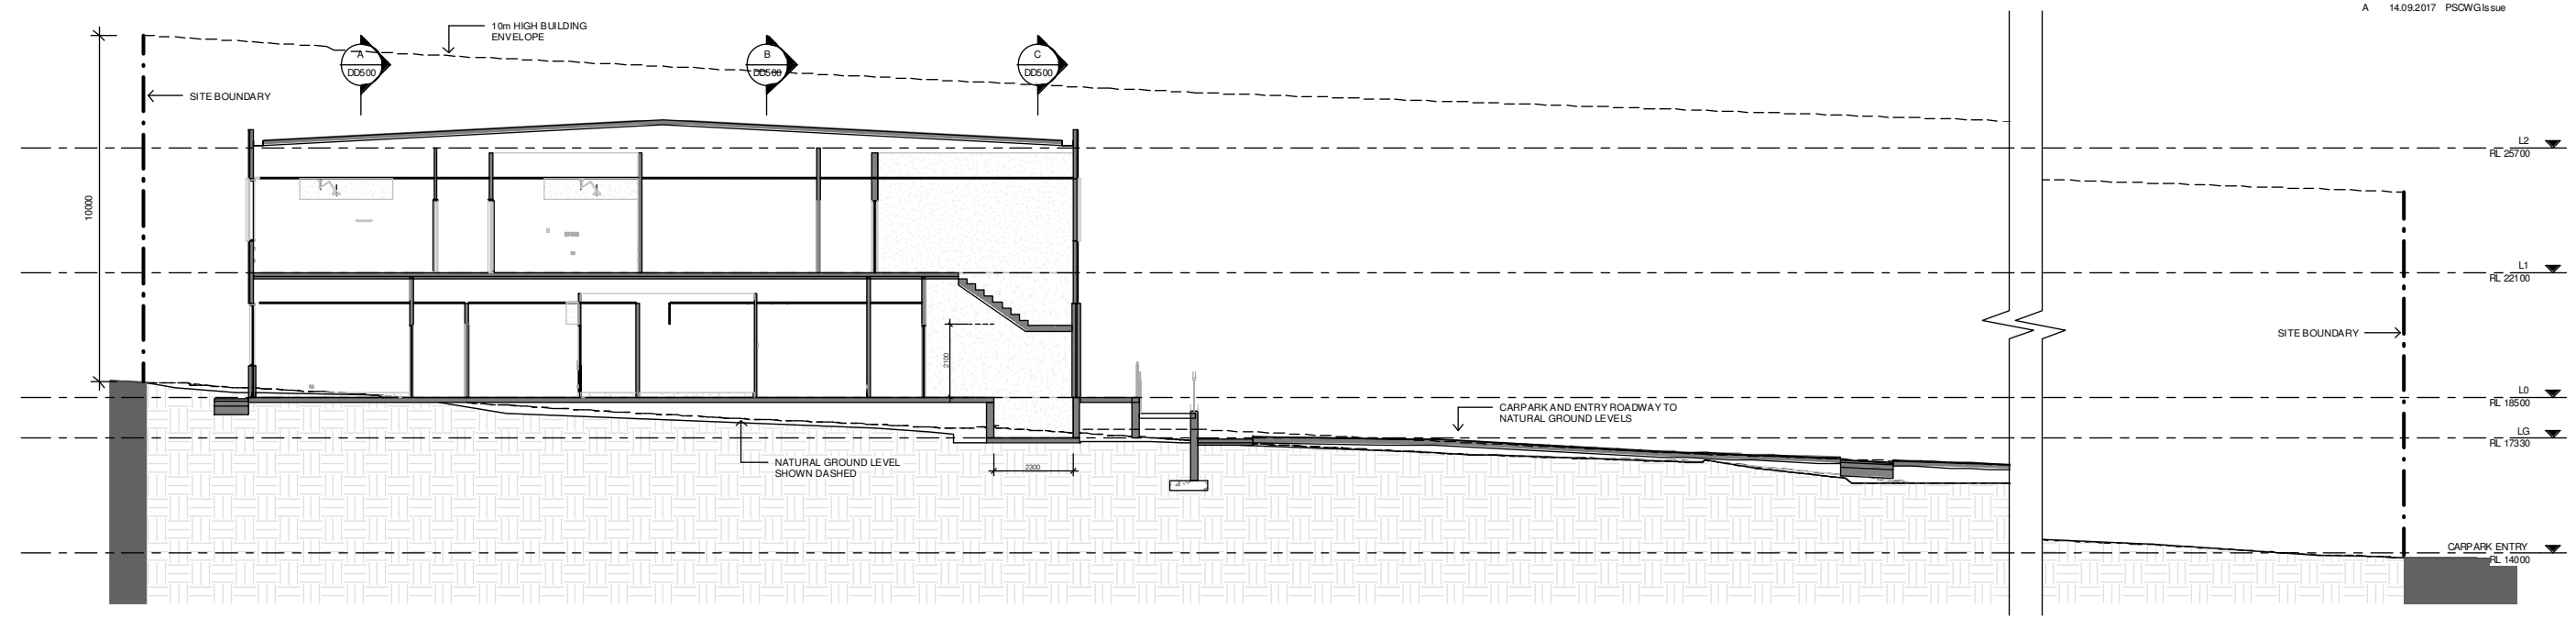 A 14.09.2017 PSCWG Issue
10m HIGH BUILDING
ENVELOPE
A
DD500
B
DD500
C
DD500
SITE BOUNDARY
L2
RL 25700
10000
L1
RL 22100
SITE BOUNDARY
2100
L0
RL 18500
CARPARK AND ENTRY ROADWAY TO
NATURAL GROUND LEVELS
LG
RL 17330
NATURAL GROUND LEVEL
SHOWN DASHED
2300
CARPARK ENTRY
RL 14000